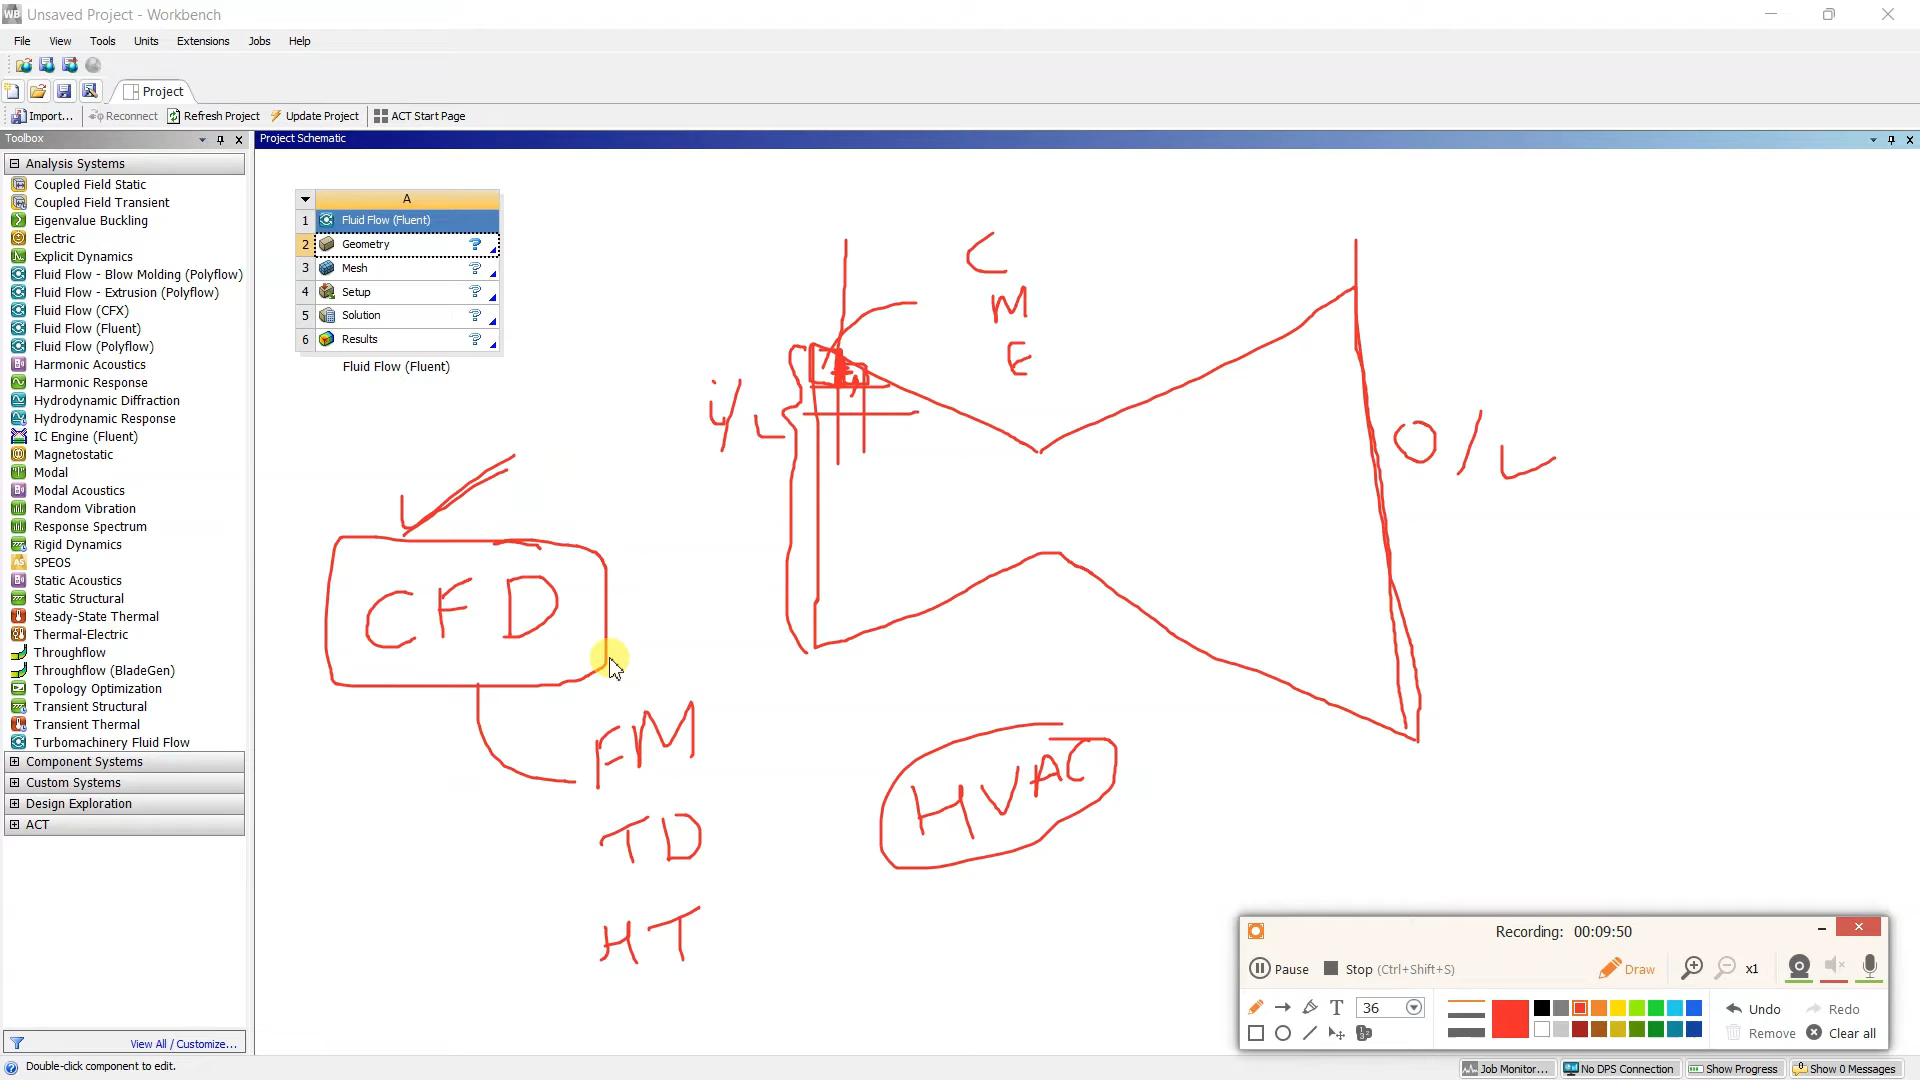 Unsaved Project - Workbench
File View Tools Units Extensions Jobs Help
Project
Import... Reconnect Refresh Project Update Project ACT Start Page
Toolbox
Project Schematic
Analysis Systems
Coupled Field Static
Coupled Field Transient
Eigenvalue Buckling
Electric
Explicit Dynamics
Fluid Flow - Blow Molding (Polyflow)
Fluid Flow - Extrusion (Polyflow)
Fluid Flow (CFX)
Fluid Flow (Fluent)
Fluid Flow (Polyflow)
Harmonic Acoustics
Harmonic Response
Hydrodynamic Diffraction
Hydrodynamic Response
IC Engine (Fluent)
Magnetostatic
Modal
Modal Acoustics
Random Vibration
Response Spectrum
Rigid Dynamics
SPEOS
Static Acoustics
Static Structural
Steady-State Thermal
Thermal-Electric
Throughflow
Throughflow (BladeGen)
Topology Optimization
Transient Structural
Transient Thermal
Turbomachinery Fluid Flow
Component Systems
Custom Systems
Design Exploration
ACT
View All / Customize...
A
1 Fluid Flow (Fluent)
2 Geometry ?
3 Mesh ?
4 Setup ?
5 Solution ?
6 Results ?
Fluid Flow (Fluent)
C
M
E
i/L
O/L
CFD
FM
TD
HT
HVAC
Recording: 00:09:50
Pause Stop (Ctrl+Shift+S) Draw x1
T 36 Undo Redo
Remove Clear all
Double-click component to edit.
Job Monitor... No DPS Connection Show Progress Show 0 Messages